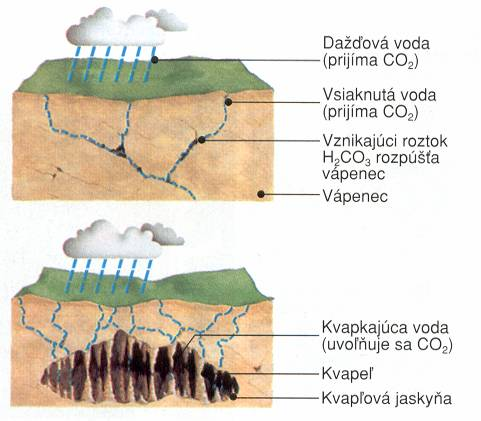 Dažďová voda
(prijíma CO₂)
Vsiaknutá voda
(prijíma CO₂)
Vznikajúci roztok
H₂CO₃ rozpúšťa
vápenec
Vápenec
Kvapkajúca voda
(uvoľňuje sa CO₂)
Kvapeľ
Kvapľová jaskyňa